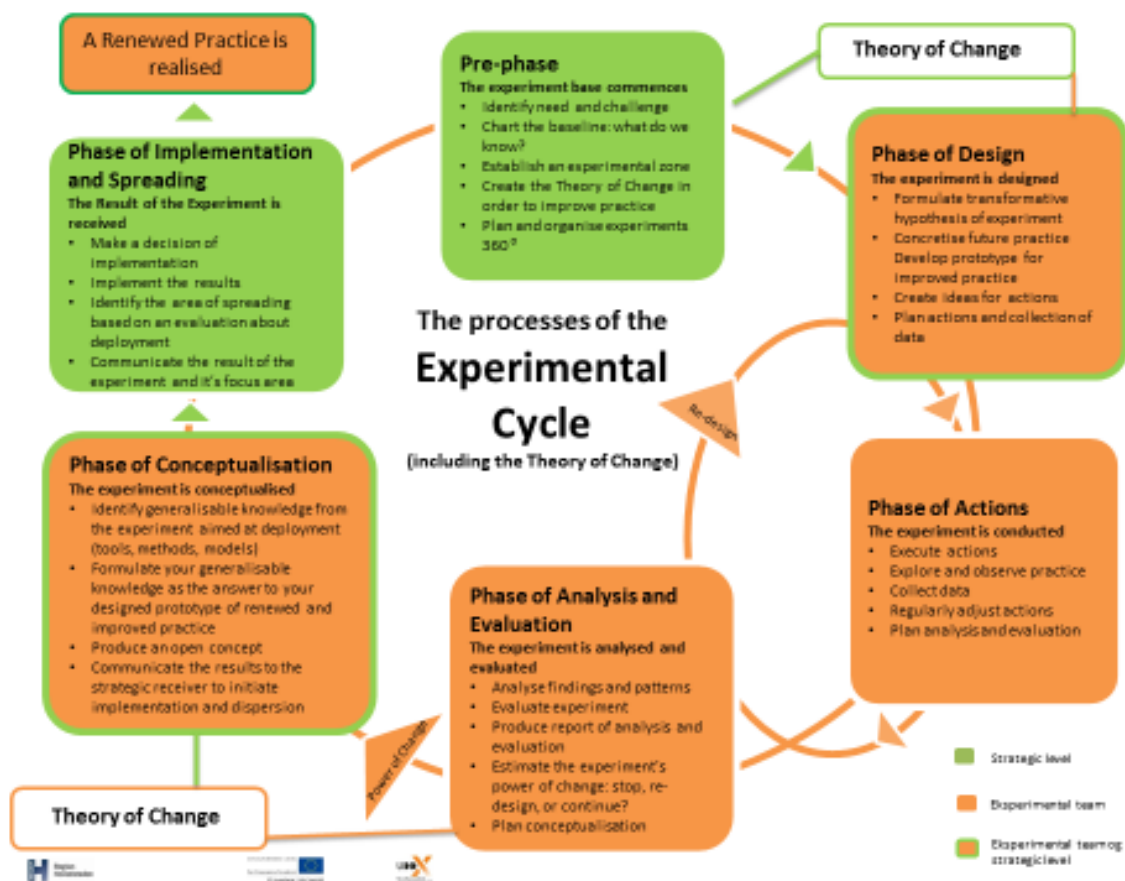 A Renewed Practice is
realised
Pre-phase
The experiment base commences
• Identify need and challenge
• Chart the baseline: what do we
know?
• Establish an experimental zone
• Create the Theory of Change in
order to improve practice
• Plan and organise experiments
360°
Theory of Change
Phase of Design
The experiment is designed
• Formulate transformative
hypothesis of experiment
• Concretise future practice
Develop prototype for
improved practice
• Create ideas for actions
• Plan actions and collection of
data
Phase of Implementation
and Spreading
The Result of the Experiment is
received
• Make a decision of
implementation
• Implement the results
• Identify the area of spreading
based on an evaluation about
deployment
• Communicate the result of the
experiment and it's focus area
The processes of the
Experimental
Cycle
(including the Theory of Change)
Re-design
Phase of Actions
The experiment is conducted
• Execute actions
• Explore and observe practice
• Collect data
• Regularly adjust actions
• Plan analysis and evaluation
Phase of Conceptualisation
The experiment is conceptualised
• Identify generalisable knowledge from
the experiment aimed at deployment
(tools, methods, models)
• Formulate your generalisable
knowledge as the answer to your
designed prototype of renewed and
improved practice
• Produce an open concept
• Communicate the results to the
strategic receiver to initiate
implementation and dispersion
Phase of Analysis and
Evaluation
The experiment is analysed and
evaluated
• Analyse findings and patterns
• Evaluate experiment
• Produce report of analysis and
evaluation
• Estimate the experiment's
power of change: stop, re-
design, or continue?
• Plan conceptualisation
Power of Change
Theory of Change
Strategic level
Eksperimental team
Eksperimental team og
strategic level